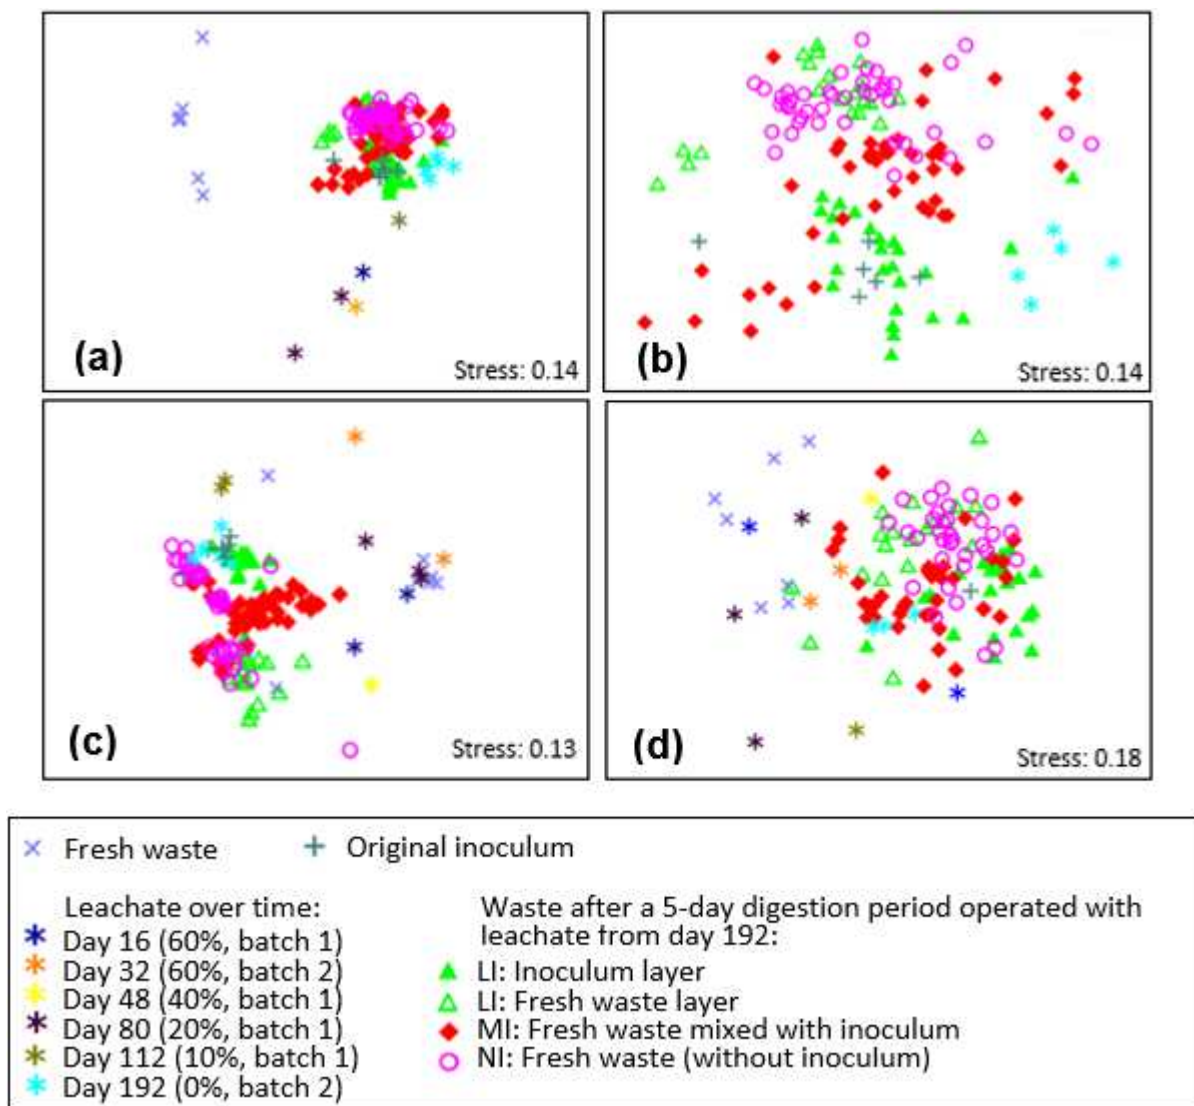 (a)
Stress: 0.14
(b)
Stress: 0.14
(c)
Stress: 0.13
(d)
Stress: 0.18
Fresh waste
Original inoculum
Leachate over time:
Day 16 (60%, batch 1)
Day 32 (60%, batch 2)
Day 48 (40%, batch 1)
Day 80 (20%, batch 1)
Day 112 (10%, batch 1)
Day 192 (0%, batch 2)
Waste after a 5-day digestion period operated with
leachate from day 192:
LI: Inoculum layer
LI: Fresh waste layer
MI: Fresh waste mixed with inoculum
NI: Fresh waste (without inoculum)